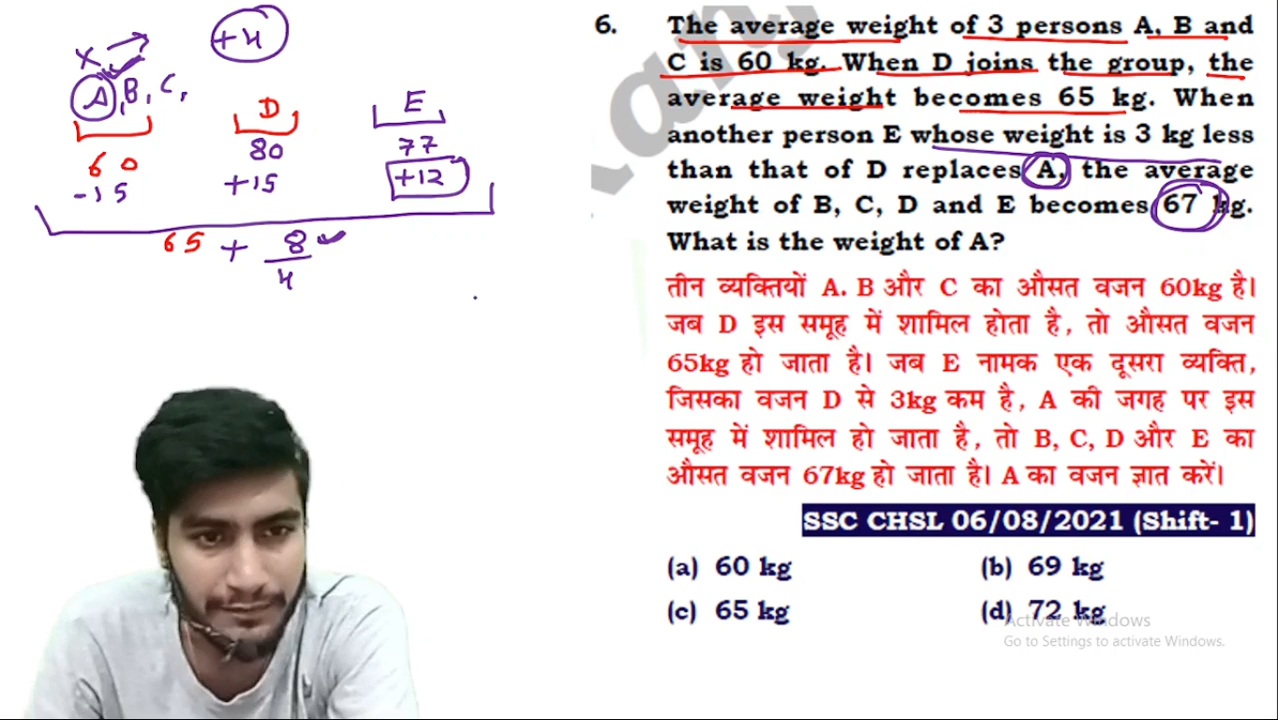 +4
X
A, B, C,
D
E
60
80
77
-15
+15
+12
65 + 8/4
6. The average weight of 3 persons A, B and
C is 60 kg. When D joins the group, the
average weight becomes 65 kg. When
another person E whose weight is 3 kg less
than that of D replaces A, the average
weight of B, C, D and E becomes 67 kg.
What is the weight of A?
तीन व्यक्तियों A. B और C का औसत वजन 60kg है।
जब D इस समूह में शामिल होता है, तो औसत वजन
65kg हो जाता है। जब E नामक एक दूसरा व्यक्ति,
जिसका वजन D से 3kg कम है, A की जगह पर इस
समूह में शामिल हो जाता है, तो B, C, D और E का
औसत वजन 67kg हो जाता है। A का वजन ज्ञात करें।
SSC CHSL 06/08/2021 (Shift- 1)
(a) 60 kg (b) 69 kg
(c) 65 kg (d) 72 kg
Activate Windows
Go to Settings to activate Windows.